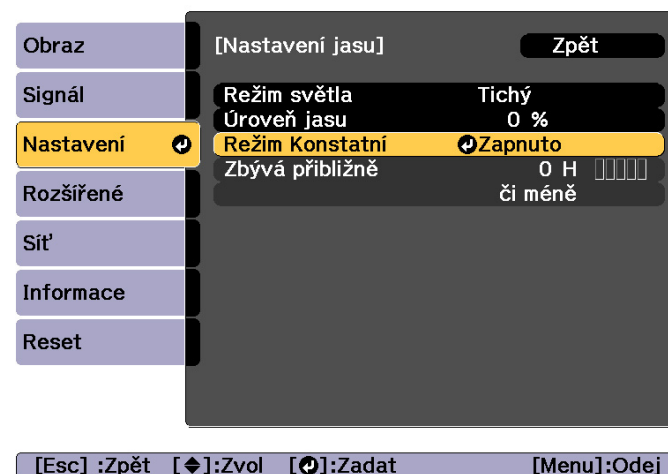 Obraz
Signál
Nastavení
Rozšířené
Síť
Informace
Reset
[Nastavení jasu] Zpět
Režim světla Tichý
Úroveň jasu 0 %
Režim Konstatní Zapnuto
Zbývá přibližně 0 H
či méně
[Esc] :Zpět [◆]:Zvol [↵]:Zadat [Menu]:Odej